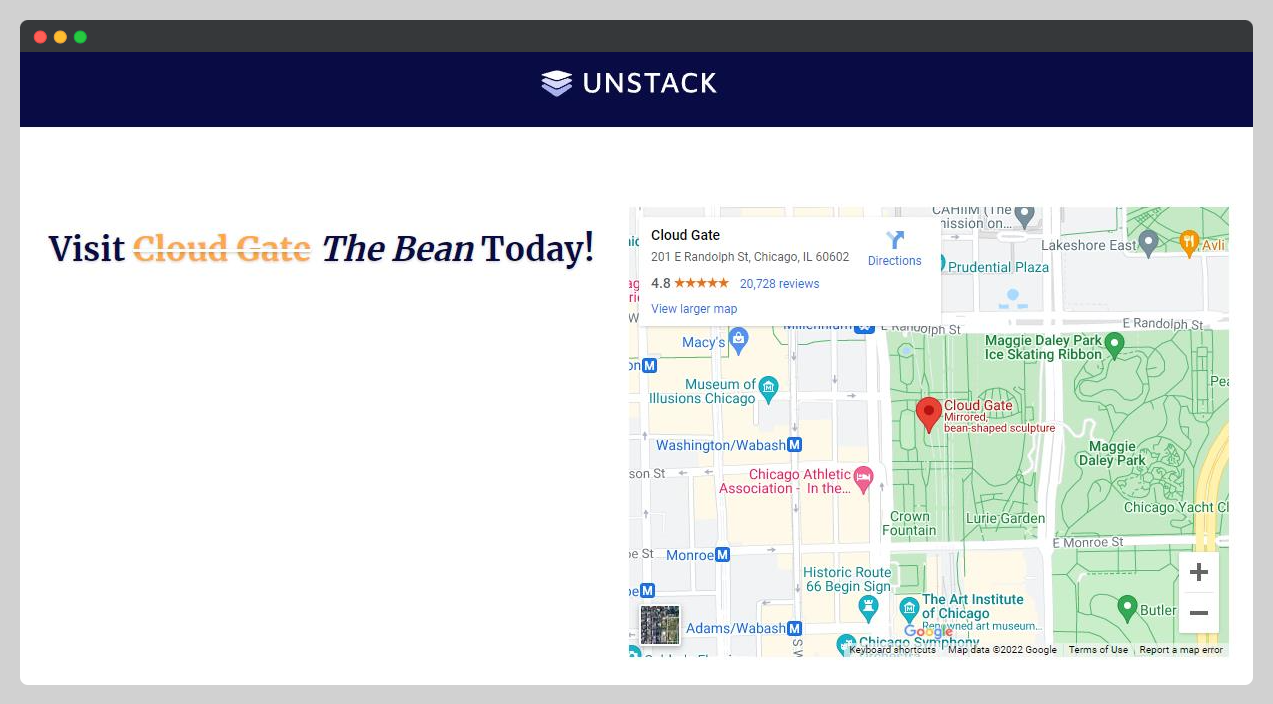 UNSTACK
Visit Cloud Gate The Bean Today!
Cloud Gate
201 E Randolph St, Chicago, IL 60602
4.8 ★★★★★ 20,728 reviews
View larger map
Directions
CAHIIM (The
Lakeshore East
Avli
Prudential Plaza
Millennium
E Randolph St
E Randolph St
Macy's
Maggie Daley Park
Ice Skating Ribbon
M
Museum of
Illusions Chicago
Cloud Gate
Mirrored,
bean-shaped sculpture
Washington/Wabash M
Maggie
Daley Park
Chicago Athletic
Association - In the...
Crown
Fountain
Lurie Garden
Chicago Yacht
E Monroe St
Monroe M
Historic Route
66 Begin Sign
M
The Art Institute
of Chicago
Renowned art museum...
Butler
Adams/Wabash M
Google
Chicago Symphony
+
−
Keyboard shortcuts
Map data ©2022 Google
Terms of Use
Report a map error